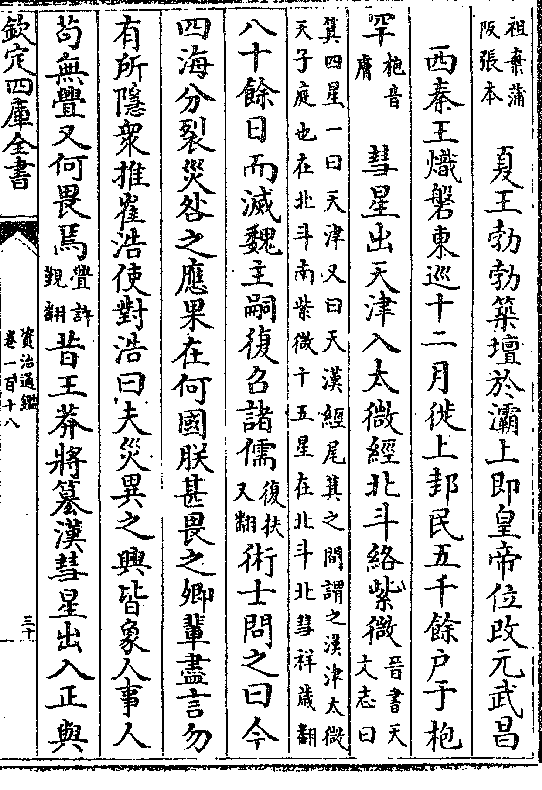 祖棄蒲
阪張本
夏王勃勃築壇於灞上即皇帝位改元武昌
西秦王熾磐東巡十二月徙上邽民五千餘戸于枹
罕
枹音
膚
彗星出天津入太微經北斗絡紫微
晉書天
文志曰
箕四星一曰天津又曰天漢經尾箕之間謂之漢津太微
天子庭也在北斗南紫微十五星在北斗北彗祥歲翻
八十餘日而滅魏主嗣復召諸儒
復扶
又翻
術士問之曰今
四海分裂災咎之應果在何國朕甚畏之卿輩盡言勿
有所隱衆推崔浩使對浩曰夫災異之興皆象人事人
苟無釁又何畏焉
釁許
覲翻
昔王莽將簒漢彗星出入正與
欽定四庫全書
資治通鑑
卷一百十八
三十